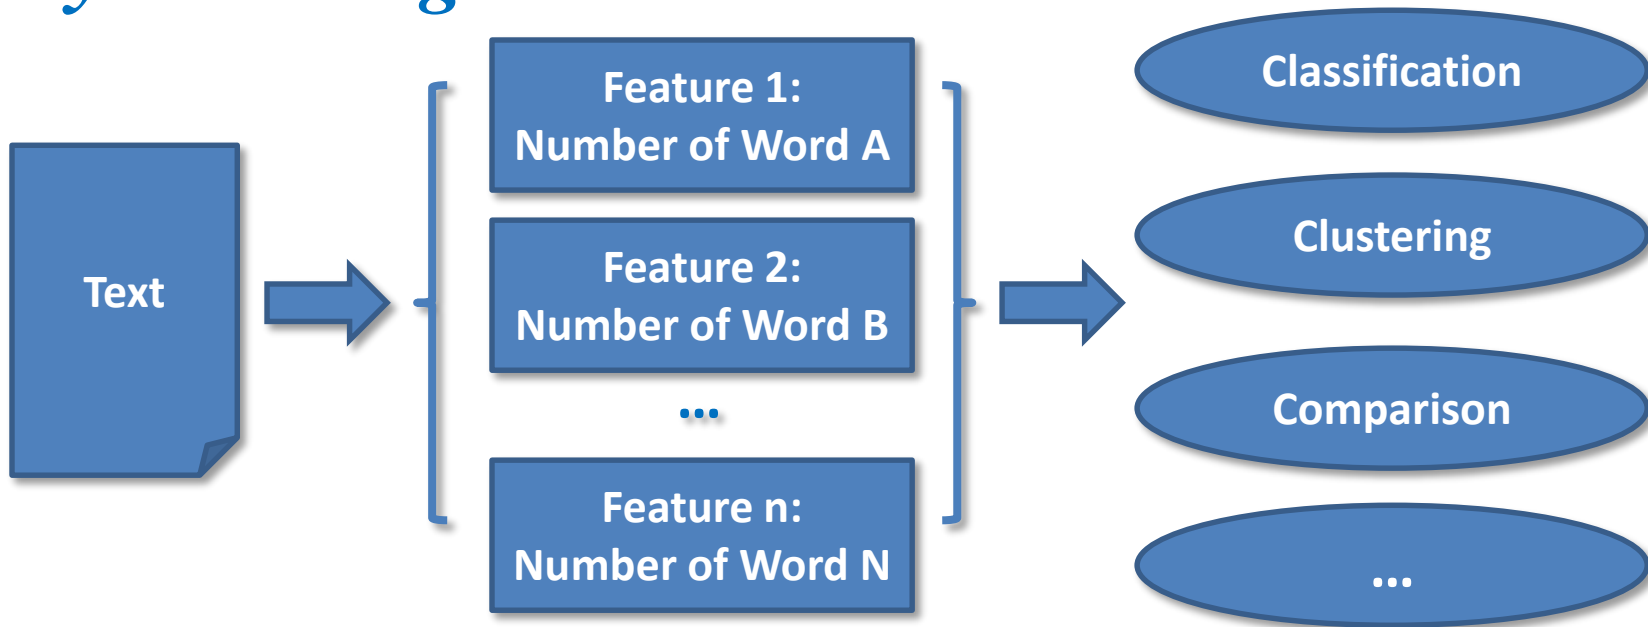 Text
Feature 1:
Number of Word A
Feature 2:
Number of Word B
...
Feature n:
Number of Word N
Classification
Clustering
Comparison
...